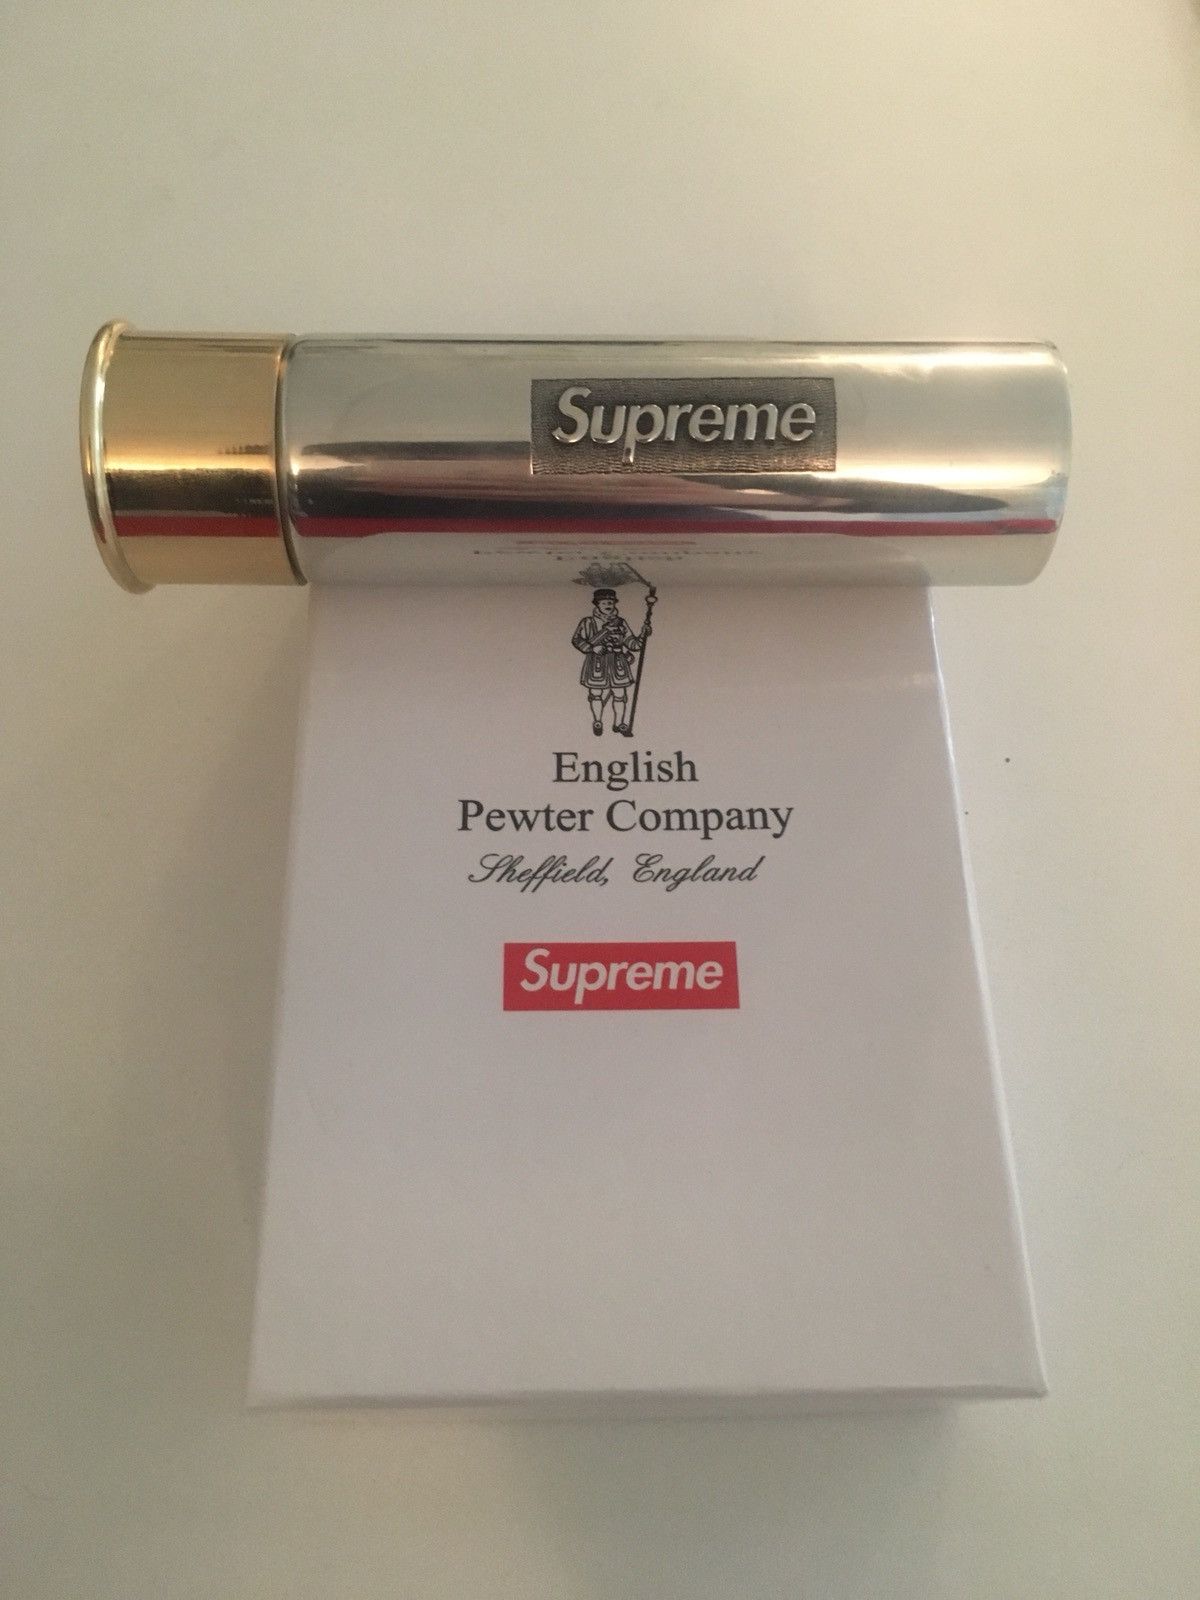 Supreme
English
Pewter Company
Sheffield, England
Supreme